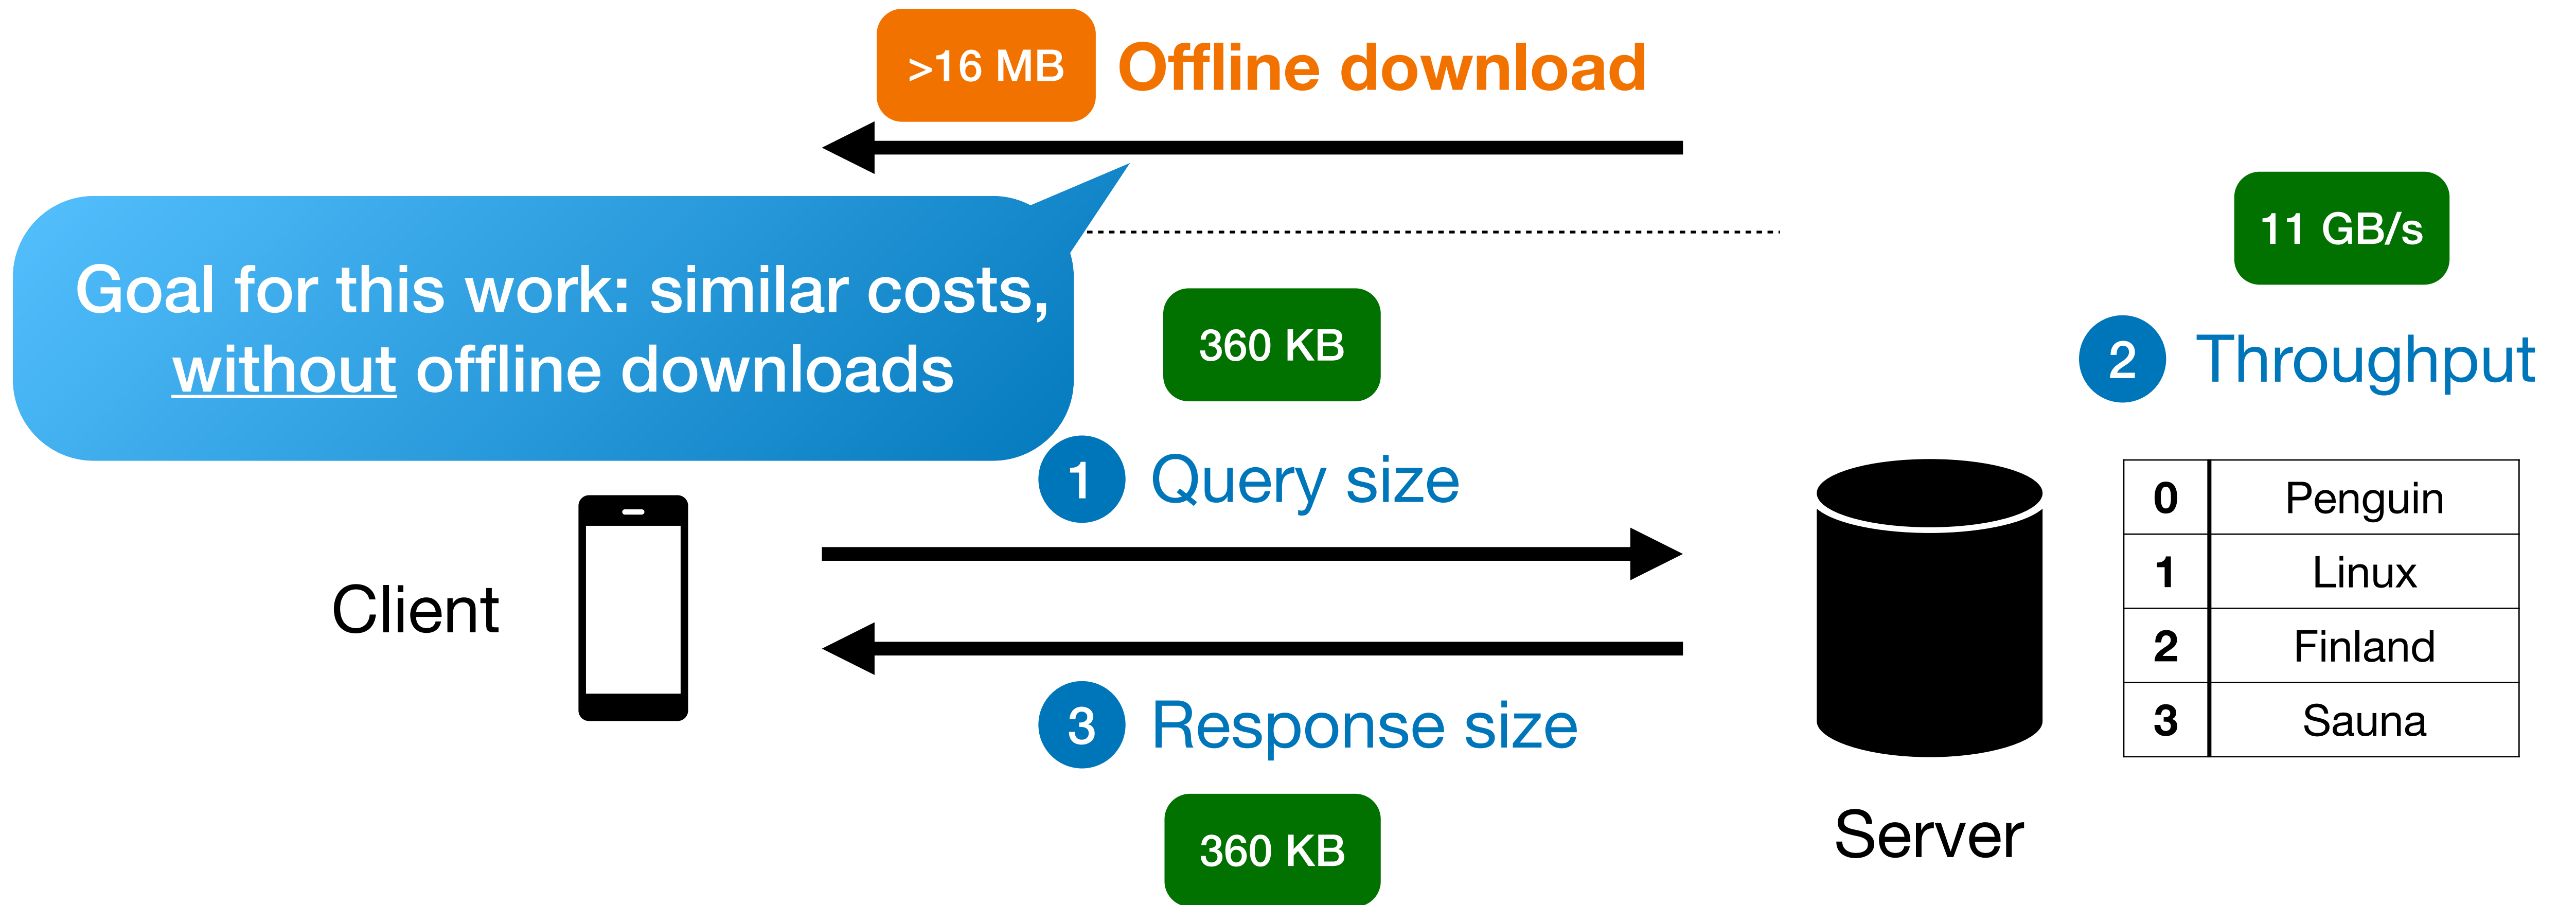 >16 MB Offline download
11 GB/s
Goal for this work: similar costs,
without offline downloads
360 KB
2 Throughput
1 Query size
0 Penguin
1 Linux
2 Finland
3 Sauna
Client
3 Response size
360 KB
Server